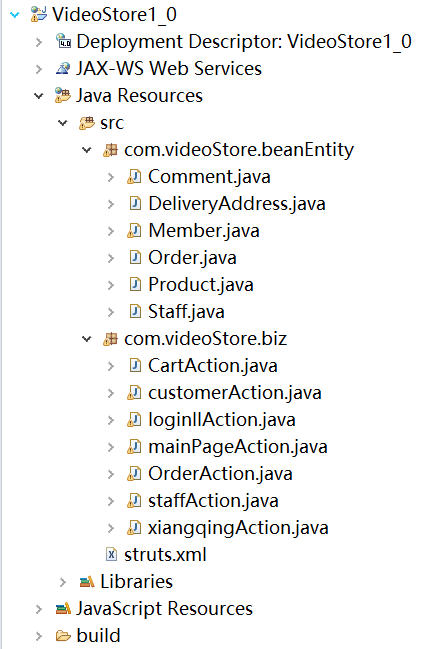 VideoStore1_0
Deployment Descriptor: VideoStore1_0
JAX-WS Web Services
Java Resources
src
com.videoStore.beanEntity
Comment.java
DeliveryAddress.java
Member.java
Order.java
Product.java
Staff.java
com.videoStore.biz
CartAction.java
customerAction.java
loginIlAction.java
mainPageAction.java
OrderAction.java
staffAction.java
xiangqingAction.java
struts.xml
Libraries
JavaScript Resources
build